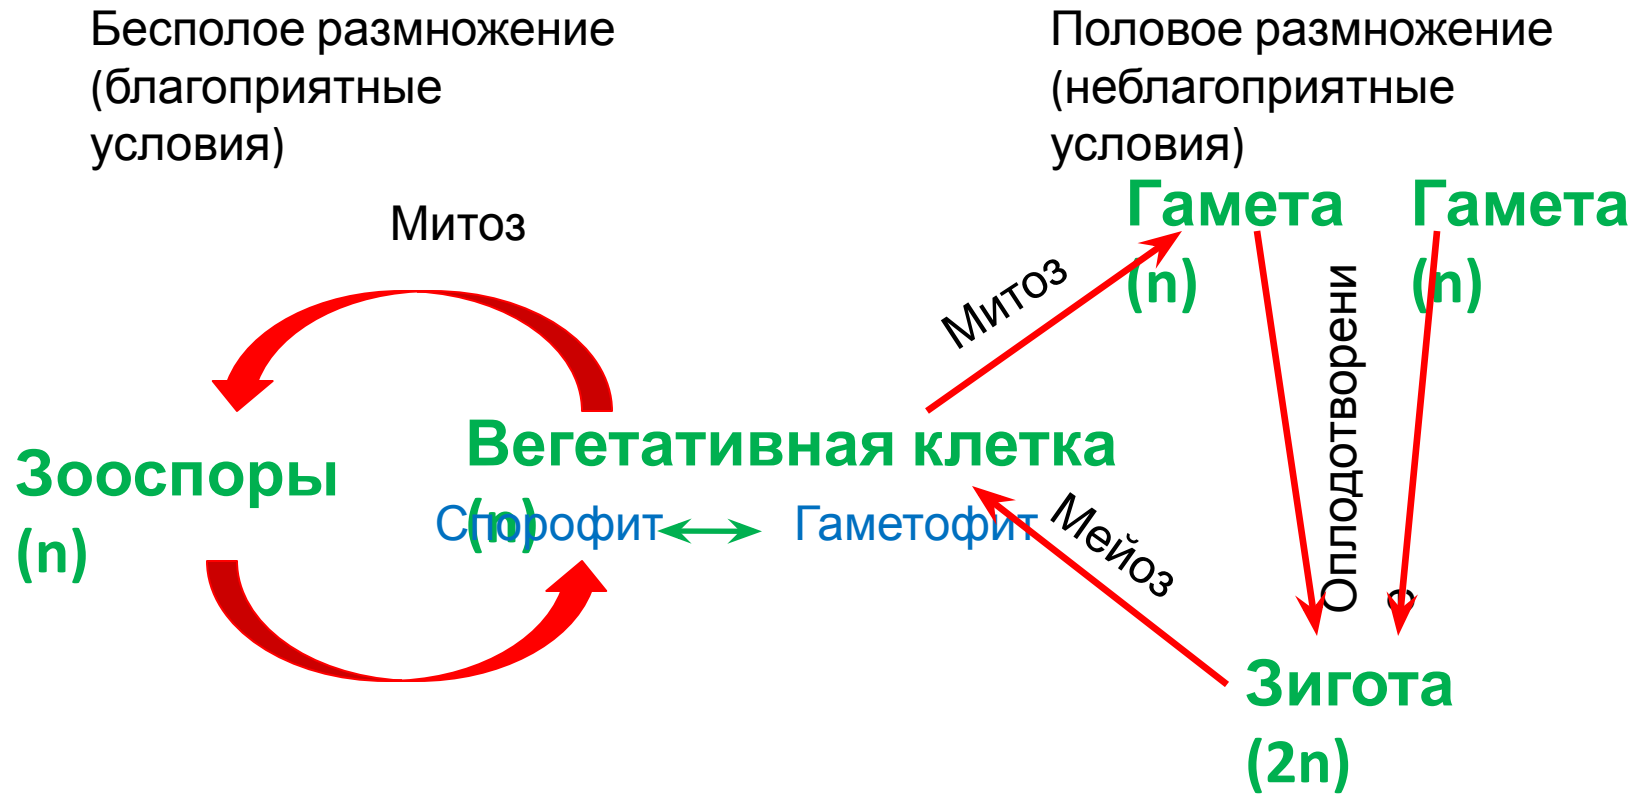 Бесполое размножение
(благоприятные
условия)
Половое размножение
(неблагоприятные
условия)
Митоз
Гамета
(n)
Гамета
(n)
Митоз
Оплодотворени
е
Вегетативная клетка
(n)
Зооспоры
(n)
Спорофит
Гаметофит
Мейоз
Зигота
(2n)